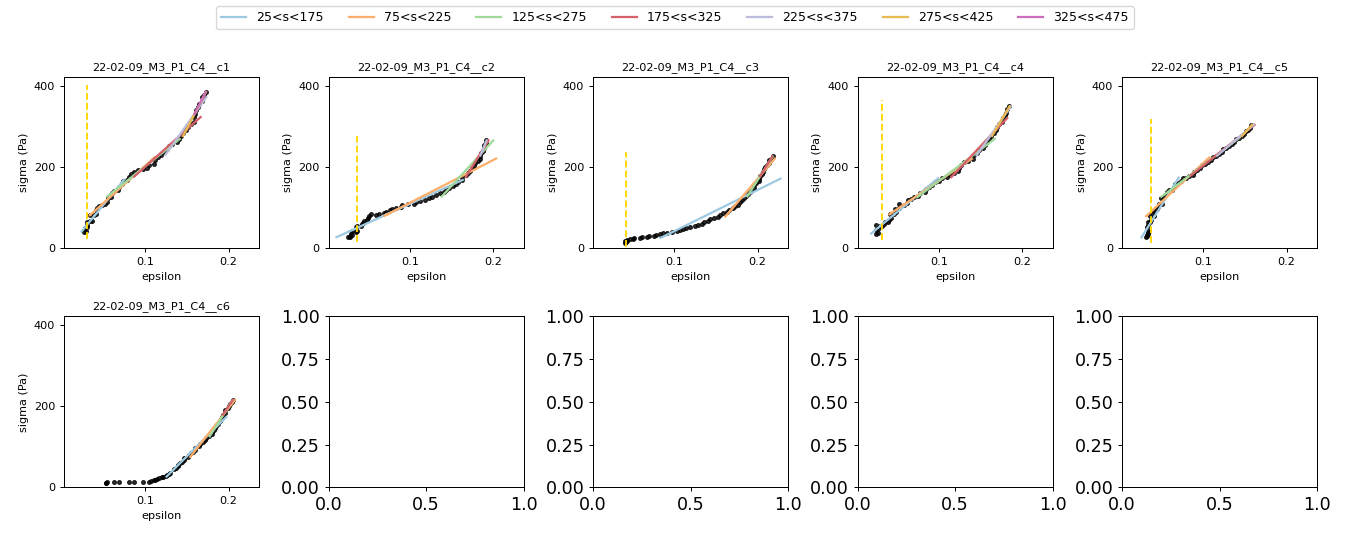 25<s<175 75<s<225 125<s<275 175<s<325 225<s<375 275<s<425 325<s<475
22-02-09_M3_P1_C4__c1 22-02-09_M3_P1_C4__c2 22-02-09_M3_P1_C4__c3 22-02-09_M3_P1_C4__c4 22-02-09_M3_P1_C4__c5
400 400 400 400 400
sigma (Pa) sigma (Pa) sigma (Pa) sigma (Pa) sigma (Pa)
200 200 200 200 200
0 0 0 0 0
0.1 0.2 0.1 0.2 0.1 0.2 0.1 0.2 0.1 0.2
epsilon epsilon epsilon epsilon epsilon
22-02-09_M3_P1_C4__c6
400 1.00 1.00 1.00 1.00
0.75 0.75 0.75 0.75
sigma (Pa)
200 0.50 0.50 0.50 0.50
0.25 0.25 0.25 0.25
0 0.00 0.00 0.00 0.00
0.1 0.2 0.0 0.5 1.0 0.0 0.5 1.0 0.0 0.5 1.0 0.0 0.5 1.0
epsilon